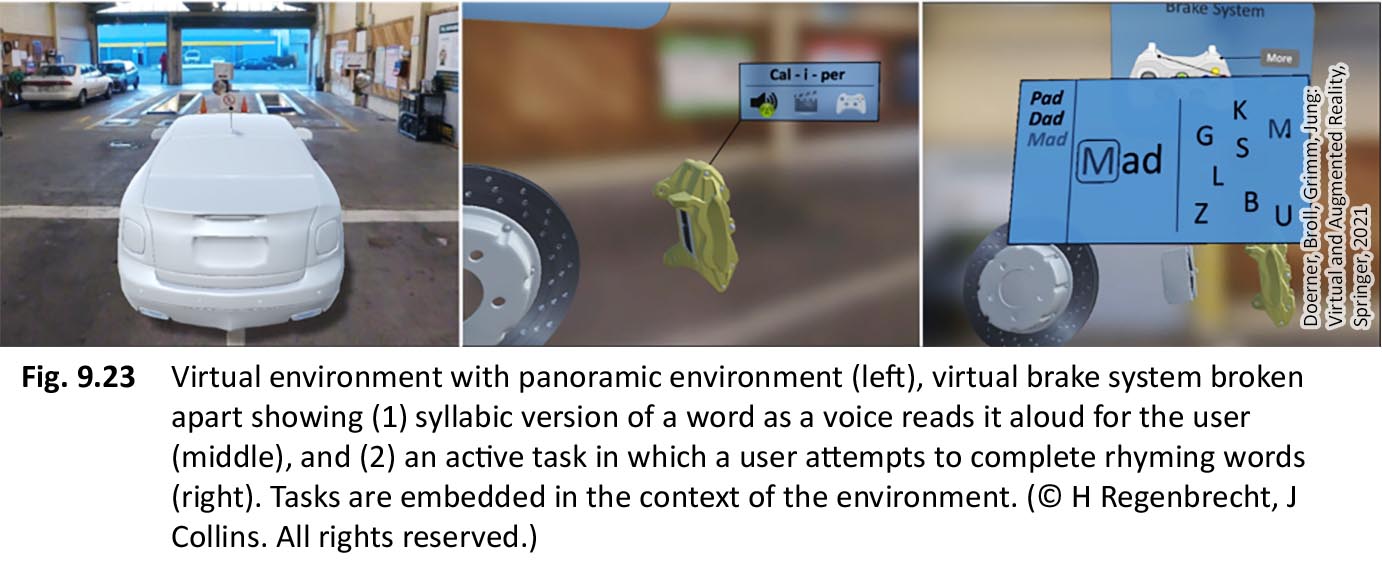 Cal - i - per
Brake System
More
Pad
Dad
Mad
Mad
K
G
M
S
L
B
Z
U
Doerner, Broll, Grimm, Jung:
Virtual and Augmented Reality,
Springer, 2021
Fig. 9.23 Virtual environment with panoramic environment (left), virtual brake system broken
apart showing (1) syllabic version of a word as a voice reads it aloud for the user
(middle), and (2) an active task in which a user attempts to complete rhyming words
(right). Tasks are embedded in the context of the environment. (© H Regenbrecht, J
Collins. All rights reserved.)